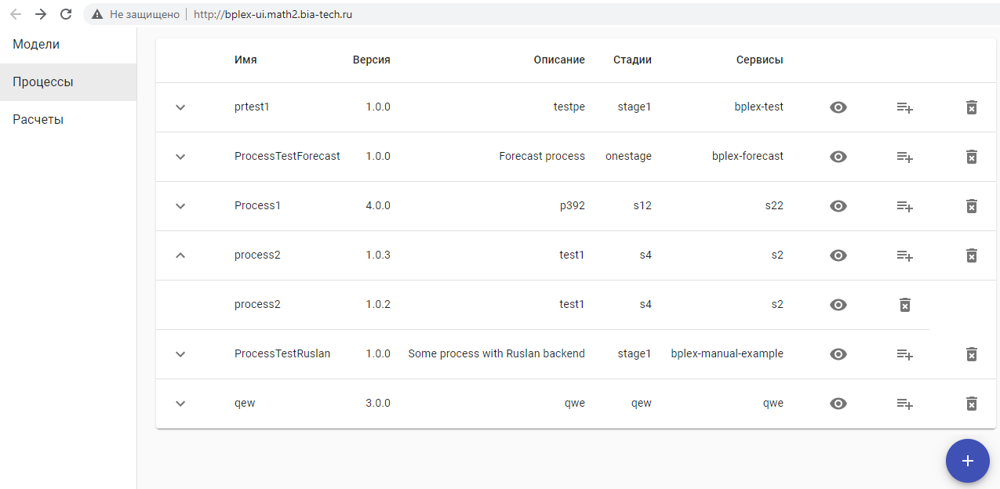 Не защищено | http://bplex-ui.math2.bia-tech.ru
Модели
Процессы
Расчеты
Имя Версия Описание Стадии Сервисы
prtest1 1.0.0 testpe stage1 bplex-test
ProcessTestForecast 1.0.0 Forecast process onestage bplex-forecast
Process1 4.0.0 p392 s12 s22
process2 1.0.3 test1 s4 s2
process2 1.0.2 test1 s4 s2
ProcessTestRuslan 1.0.0 Some process with Ruslan backend stage1 bplex-manual-example
qew 3.0.0 qwe qew qwe